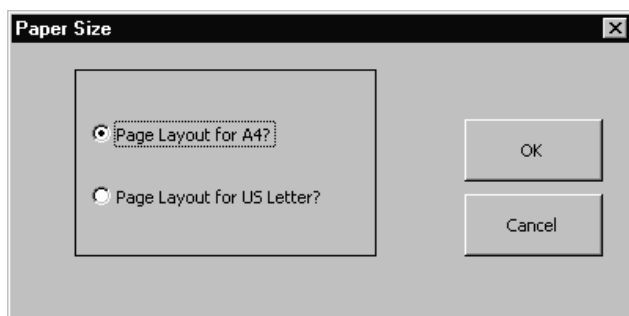 Paper Size
Page Layout for A4?
Page Layout for US Letter?
OK
Cancel